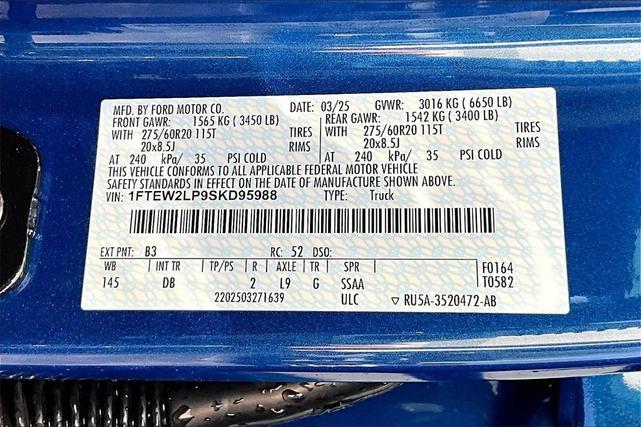 MFD. BY FORD MOTOR CO. DATE: 03/25 GVWR: 3016 KG ( 6650 LB)
FRONT GAWR: 1565 KG ( 3450 LB) REAR GAWR: 1542 KG ( 3400 LB)
WITH 275/60R20 115T TIRES WITH 275/60R20 115T TIRES
20x8.5J RIMS 20x8.5J RIMS
AT 240 kPa/ 35 PSI COLD AT 240 kPa/ 35 PSI COLD
THIS VEHICLE CONFORMS TO ALL APPLICABLE FEDERAL MOTOR VEHICLE
SAFETY STANDARDS IN EFFECT ON THE DATE OF MANUFACTURE SHOWN ABOVE.
VIN: 1FTEW2LP9SKD95988 TYPE: Truck
EXT PNT: B3 RC: 52 DSO:
WB INT TR TP/PS R AXLE TR SPR F0164
145 DB 2 L9 G SSAA T0582
2202503271639 ULC ▽ RU5A-3520472-AB